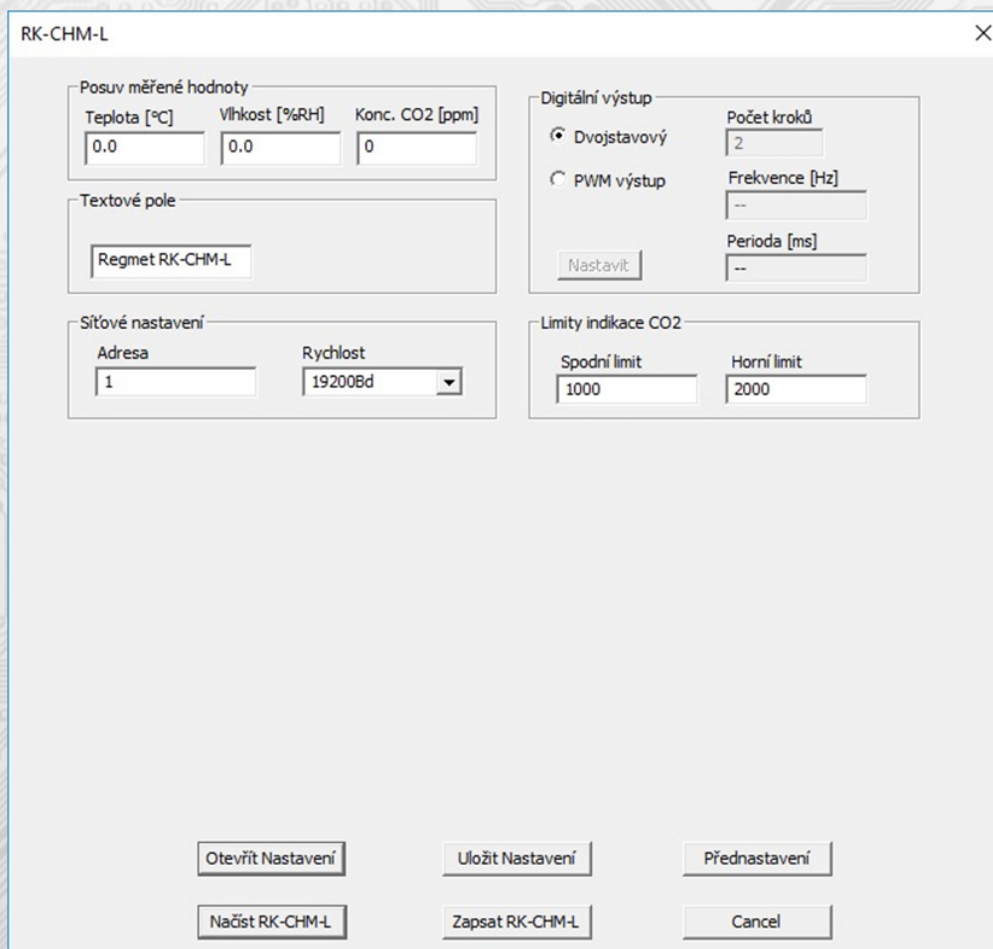 RK-CHM-L
Posuv měřené hodnoty
Teplota [°C] Vlhkost [%RH] Konc. CO2 [ppm]
0.0 0.0 0
Textové pole
Regmet RK-CHM-L
Síťové nastavení
Adresa Rychlost
1 19200Bd
Digitální výstup
Dvojstavový
PWM výstup
Nastavit
Počet kroků
2
Frekvence [Hz]
--
Perioda [ms]
--
Limity indikace CO2
Spodní limit Horní limit
1000 2000
Otevřít Nastavení Uložit Nastavení Přednastavení
Načíst RK-CHM-L Zapsat RK-CHM-L Cancel